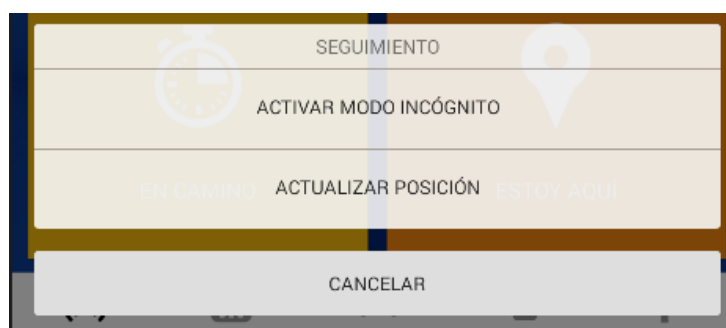 SEGUIMIENTO
ACTIVAR MODO INCÓGNITO
EN CAMINO
ACTUALIZAR POSICIÓN
ESTOY AQUÍ
CANCELAR